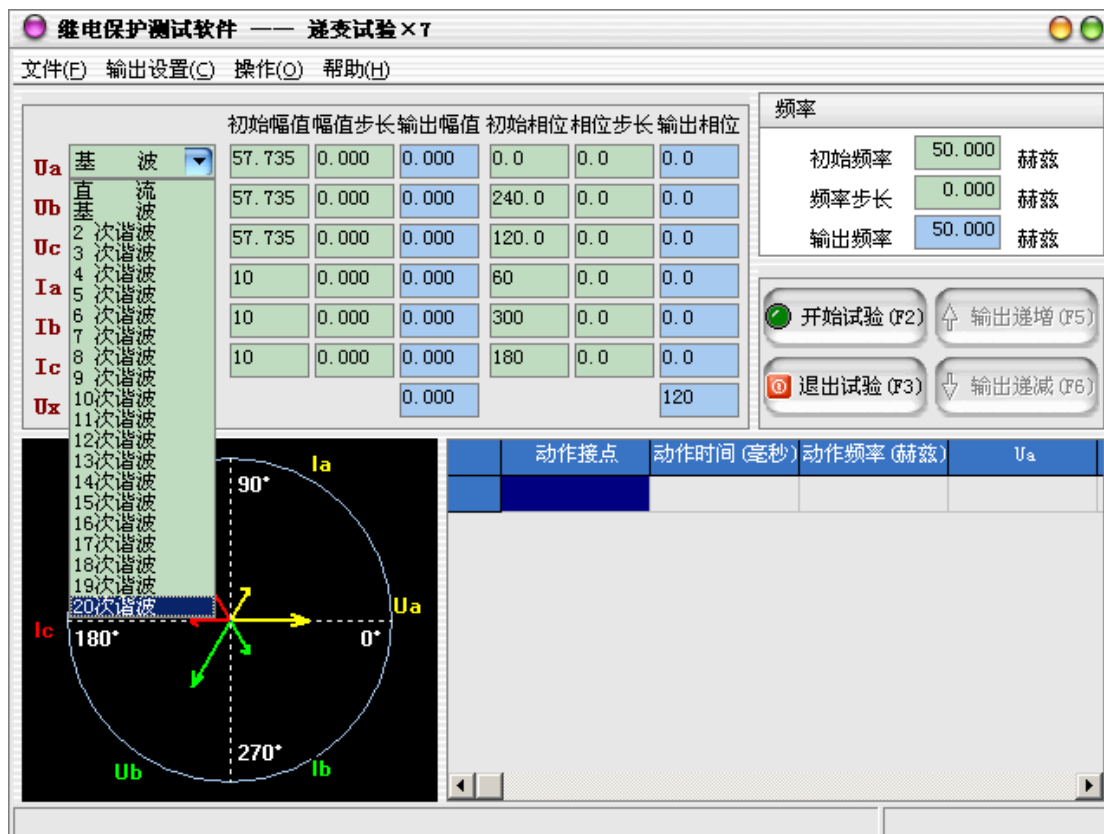 继电保护测试软件 —— 递变试验×7
文件(F) 输出设置(C) 操作(O) 帮助(H)
初始幅值 幅值步长 输出幅值 初始相位 相位步长 输出相位
Ua 基 波 57.735 0.000 0.000 0.0 0.0 0.0
Ub 57.735 0.000 0.000 240.0 0.0 0.0
Uc 57.735 0.000 0.000 120.0 0.0 0.0
Ia 10 0.000 0.000 60 0.0 0.0
Ib 10 0.000 0.000 300 0.0 0.0
Ic 10 0.000 0.000 180 0.0 0.0
Ux 0.000 120
直 流
基 波
2 次谐波
3 次谐波
4 次谐波
5 次谐波
6 次谐波
7 次谐波
8 次谐波
9 次谐波
10次谐波
11次谐波
12次谐波
13次谐波
14次谐波
15次谐波
16次谐波
17次谐波
18次谐波
19次谐波
20次谐波
频率
初始频率 50.000 赫兹
频率步长 0.000 赫兹
输出频率 50.000 赫兹
开始试验(F2) 输出递增(F5)
退出试验(F3) 输出递减(F6)
Ia
90°
Ua
Ic
180°
0°
270°
Ub
Ib
动作接点 动作时间(毫秒) 动作频率(赫兹) Ua